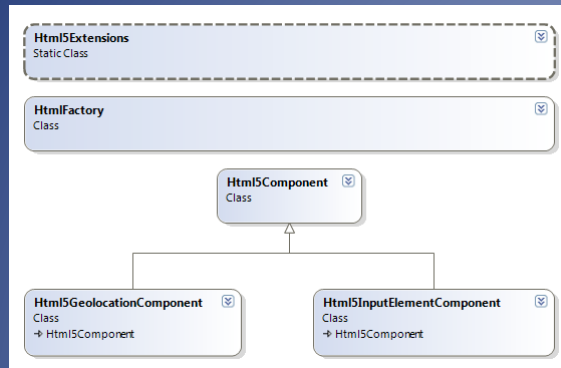 Html5Extensions
Static Class
HtmlFactory
Class
Html5Component
Class
Html5GeolocationComponent
Class
Html5Component
Html5InputElementComponent
Class
Html5Component